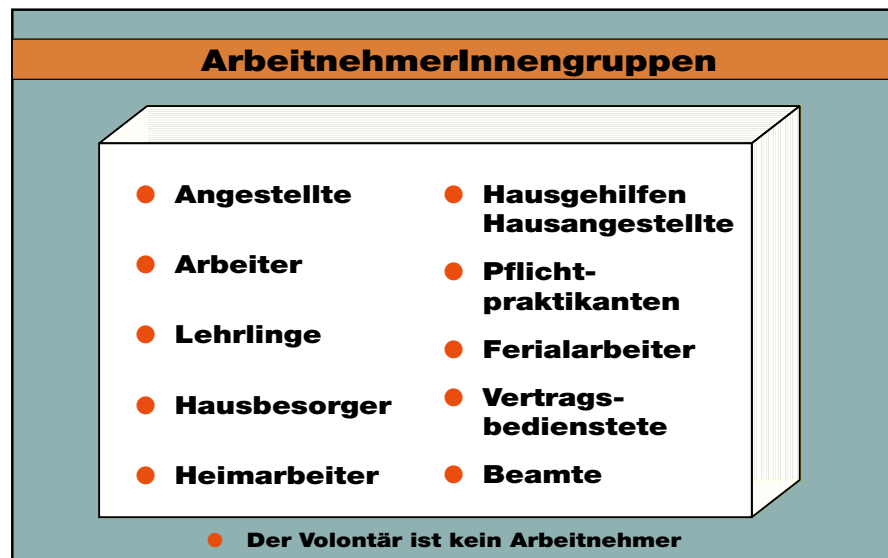 ArbeitnehmerInnengruppen
Angestellte
Arbeiter
Lehrlinge
Hausbesorger
Heimarbeiter
Hausgehilfen
Hausangestellte
Pflicht-
praktikanten
Ferialarbeiter
Vertrags-
bedienstete
Beamte
Der Volontär ist kein Arbeitnehmer